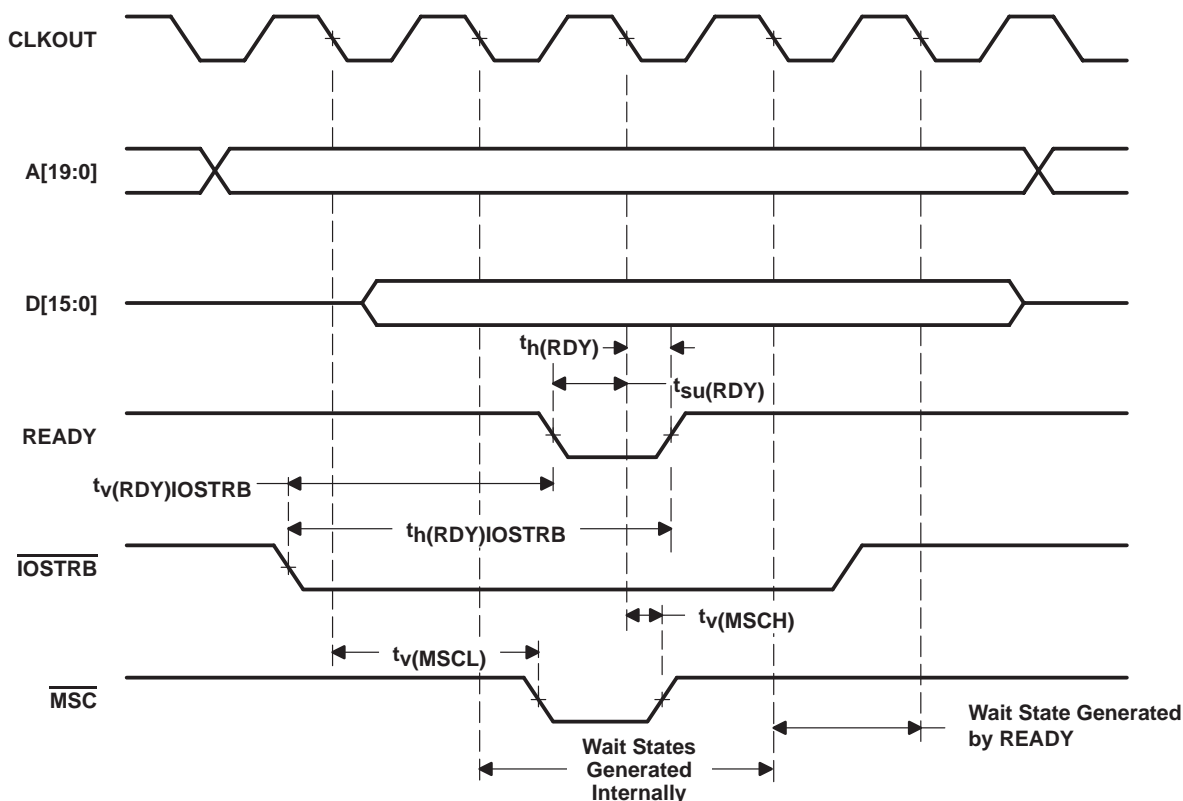 CLKOUT
A[19:0]
D[15:0]
th(RDY)
tsu(RDY)
READY
tv(RDY)IOSTRB
th(RDY)IOSTRB
IOSTRB
tv(MSCH)
tv(MSCL)
MSC
Wait State Generated
by READY
Wait States
Generated
Internally